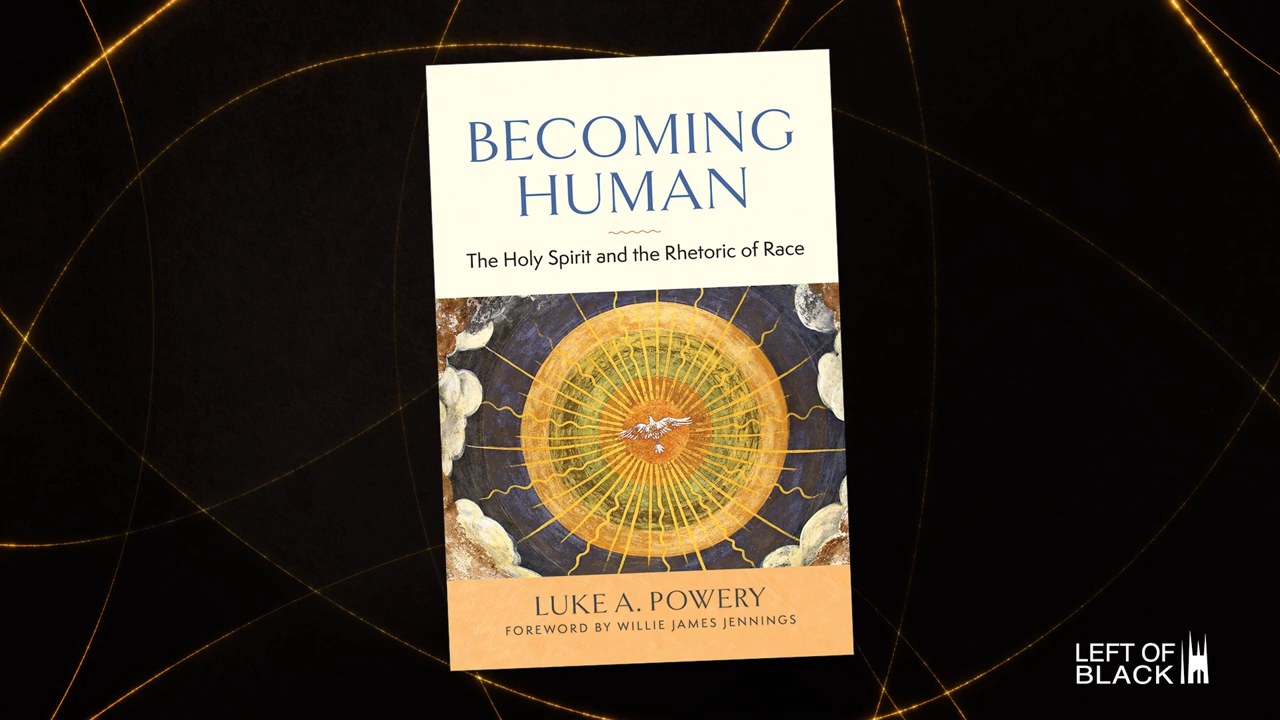 BECOMING
HUMAN
The Holy Spirit and the Rhetoric of Race
LUKE A. POWERY
FOREWORD BY WILLIE JAMES JENNINGS
LEFT OF
BLACK